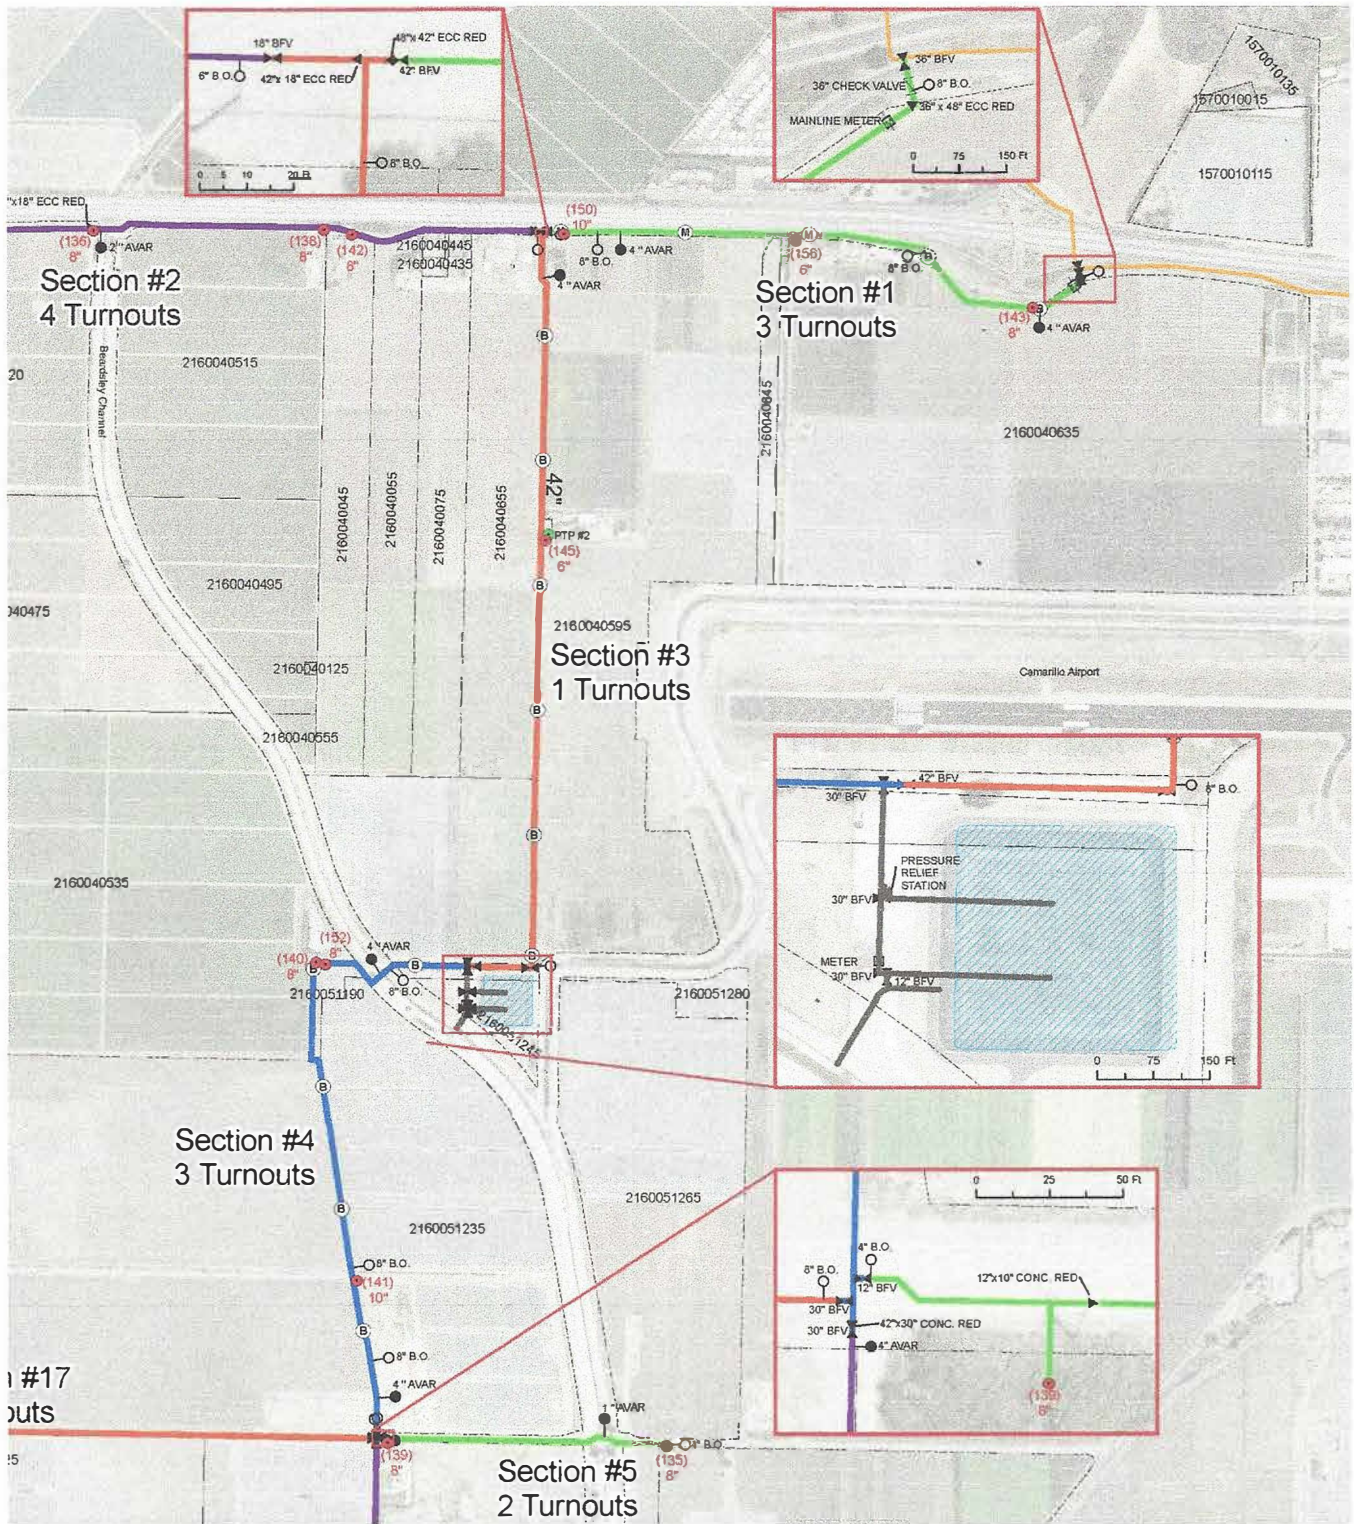 18" BFV
48"x 42" ECC RED
6" B.O.
42"x 18" ECC RED
42" BFV
8" B.O.
0 5 10 20 Ft
36" BFV
36" CHECK VALVE
8" B.O.
36" x 48" ECC RED
MAINLINE METER
0 75 150 Ft
1570010135
1570010015
1570010115
"x18" ECC RED
(136)
8"
2" AVAR
(138)
8"
(142)
6"
2160040445
2160040435
(150)
10"
8" B.O.
4 "AVAR
4 "AVAR
M
M
(156)
6"
8" B.O.
B
(143)
8"
B
4 "AVAR
Section #2
4 Turnouts
Section #1
3 Turnouts
Beardsley Channel
20
2160040515
B
2160040645
2160040635
B
42"
2160040045
2160040055
2160040075
2160040655
PTP #2
(145)
6"
2160040495
B
040475
2160040595
Section #3
1 Turnouts
2160040125
Camarillo Airport
B
2160040555
42" BFV
30" BFV
8" B.O.
B
PRESSURE
RELIEF
STATION
30" BFV
METER
30" BFV
12" BFV
0 75 150 Ft
2160040535
(152)
8"
4 "AVAR
(140)
8"
B
B
B
8" B.O.
2160051190
2160051245
2160051280
B
Section #4
3 Turnouts
B
2160051265
2160051235
8" B.O.
(141)
10"
B
8" B.O.
4 "AVAR
0 25 50 Ft
4" B.O.
8" B.O.
12" BFV
12"x10" CONC. RED
30" BFV
42"x30" CONC. RED
30" BFV
4" AVAR
(139)
8"
#17
outs
1 "AVAR
(139)
8"
(135)
8"
B.O.
Section #5
2 Turnouts